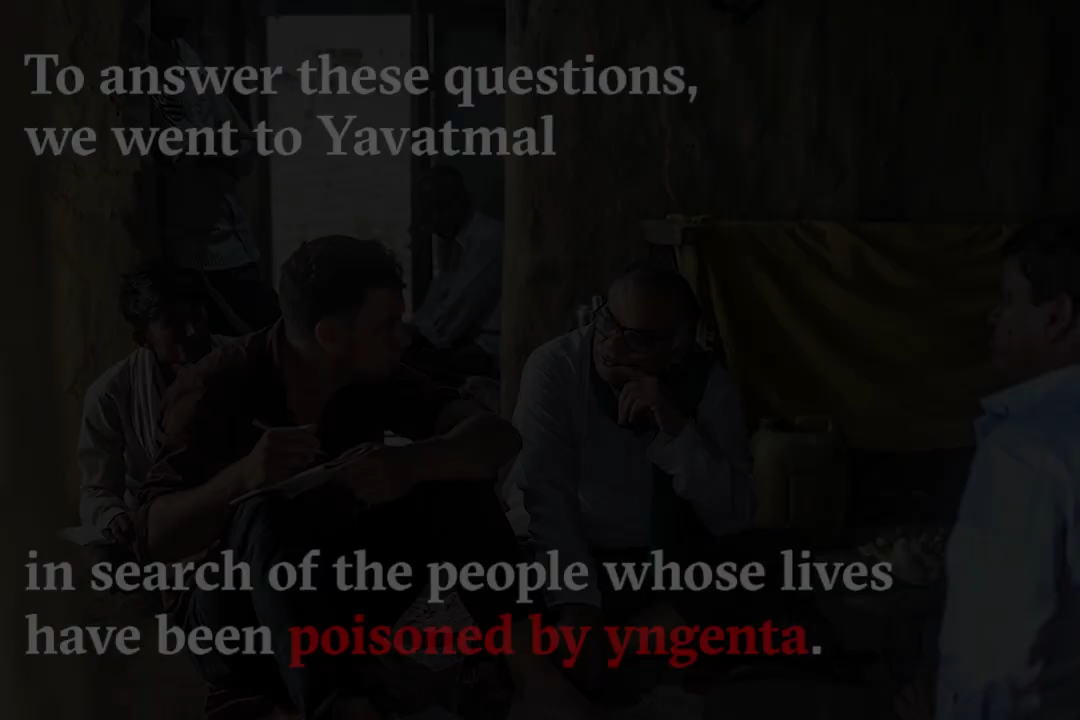 To answer these questions,
we went to Yavatmal
in search of the people whose lives
have been poisoned by yngenta.